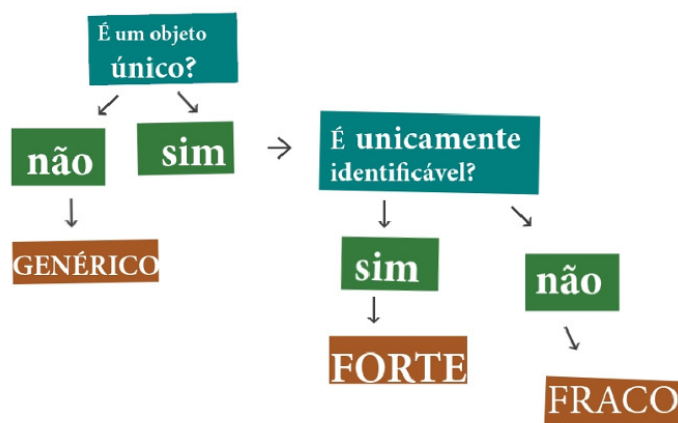 É um objeto
único?
não
sim
É unicamente
identificável?
GENÉRICO
sim
não
FORTE
FRACO